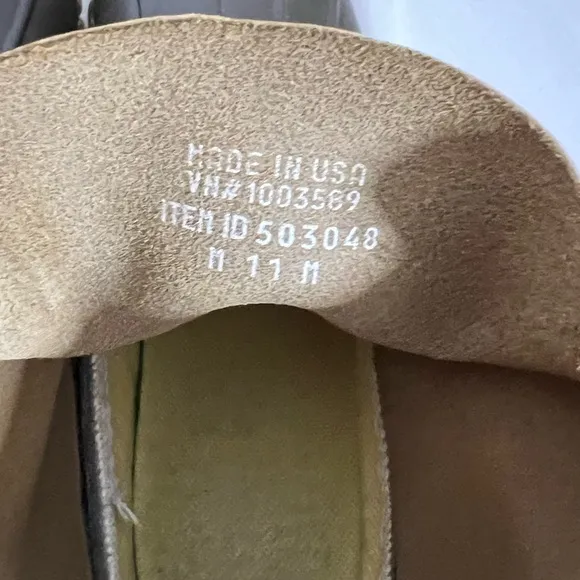 MADE IN USA
VN#1003589
ITEM ID 503048
M 11 M